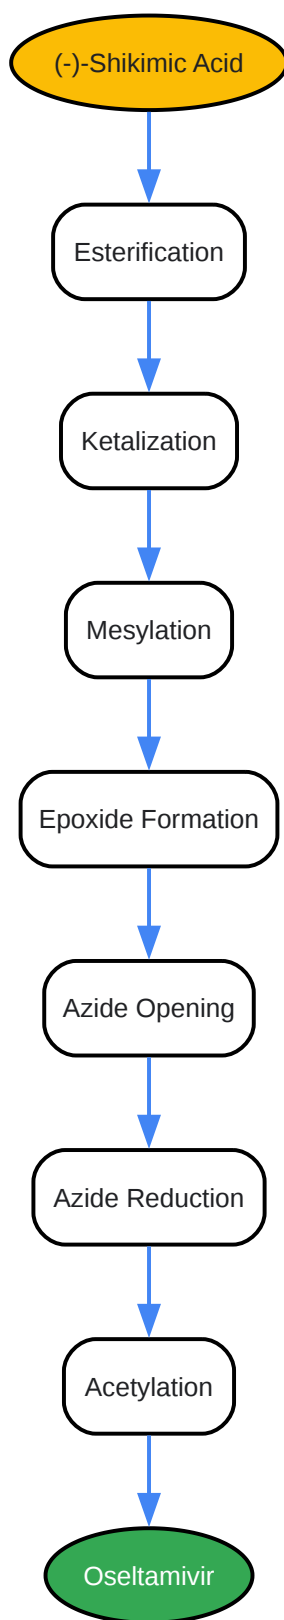 (-)-Shikimic Acid
Esterification
Ketalization
Mesylation
Epoxide Formation
Azide Opening
Azide Reduction
Acetylation
Oseltamivir